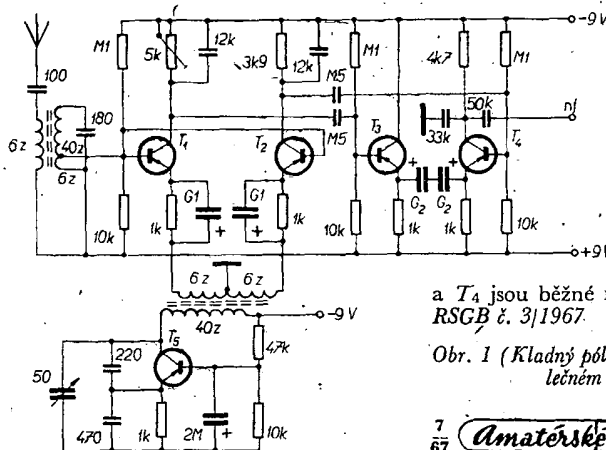 -9V
M1
5k
12k
3k9
12k
M1
4k7
M1
100
M5
50k
nf
180
6z
40z
6z
T1
M5
T2
T3
33k
T4
G1
G1
G2
G2
10k
1k
1k
10k
1k
1k
10k
+9V
6z
6z
40z
-9V
T5
47k
50
220
470
1k
2M
10k
a T4 jsou běžné
RSGB č. 3/1967
Obr. 1 (Kladný pól
lečném
7
67
Amatérské